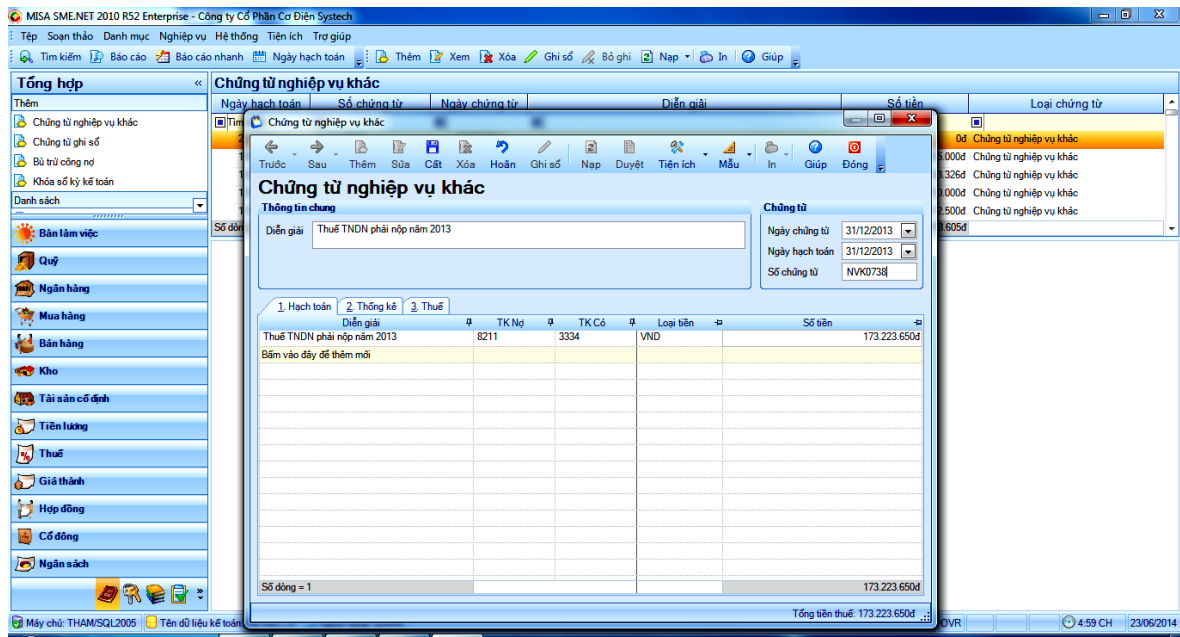 MISA SME.NET 2010 R52 Enterprise - Công ty Cổ Phần Cơ Điện Systech
Tệp Soạn thảo Danh mục Nghiệp vụ Hệ thống Tiện ích Trợ giúp
Tìm kiếm Báo cáo Báo cáo nhanh Ngày hạch toán Thêm Xem Xóa Ghi sổ Bỏ ghi Nạp In Giúp
Tổng hợp «
Chứng từ nghiệp vụ khác
Thêm
Ngày hạch toán Số chứng từ Ngày chứng từ Diễn giải Số tiền Loại chứng từ
Chứng từ nghiệp vụ khác
Chứng từ ghi sổ
Bù trừ công nợ
Khóa sổ kỳ kế toán
Danh sách
Bàn làm việc
Quỹ
Ngân hàng
Mua hàng
Bán hàng
Kho
Tài sản cố định
Tiền lương
Thuế
Giá thành
Hợp đồng
Cổ đông
Ngân sách
0đ Chứng từ nghiệp vụ khác
5.000đ Chứng từ nghiệp vụ khác
3.326đ Chứng từ nghiệp vụ khác
0.000đ Chứng từ nghiệp vụ khác
2.500đ Chứng từ nghiệp vụ khác
Số dòn
3.605đ
Chứng từ nghiệp vụ khác
Trước Sau Thêm Sửa Cất Xóa Hoãn Ghi sổ Nạp Duyệt Tiện ích Mẫu In Giúp Đóng
Chứng từ nghiệp vụ khác
Thông tin chung
Chứng từ
Diễn giải Thuế TNDN phải nộp năm 2013
Ngày chứng từ 31/12/2013
Ngày hạch toán 31/12/2013
Số chứng từ NVK0738
1. Hạch toán 2. Thống kê 3. Thuế
Diễn giải TK Nợ TK Có Loại tiền Số tiền
Thuế TNDN phải nộp năm 2013 8211 3334 VND 173.223.650đ
Bấm vào đây để thêm mới
Số dòng = 1 173.223.650đ
Tổng tiền thuế: 173.223.650đ
Máy chủ: THAM/SQL2005 Tên dữ liệu kế toán
OVR 4:59 CH 23/06/2014